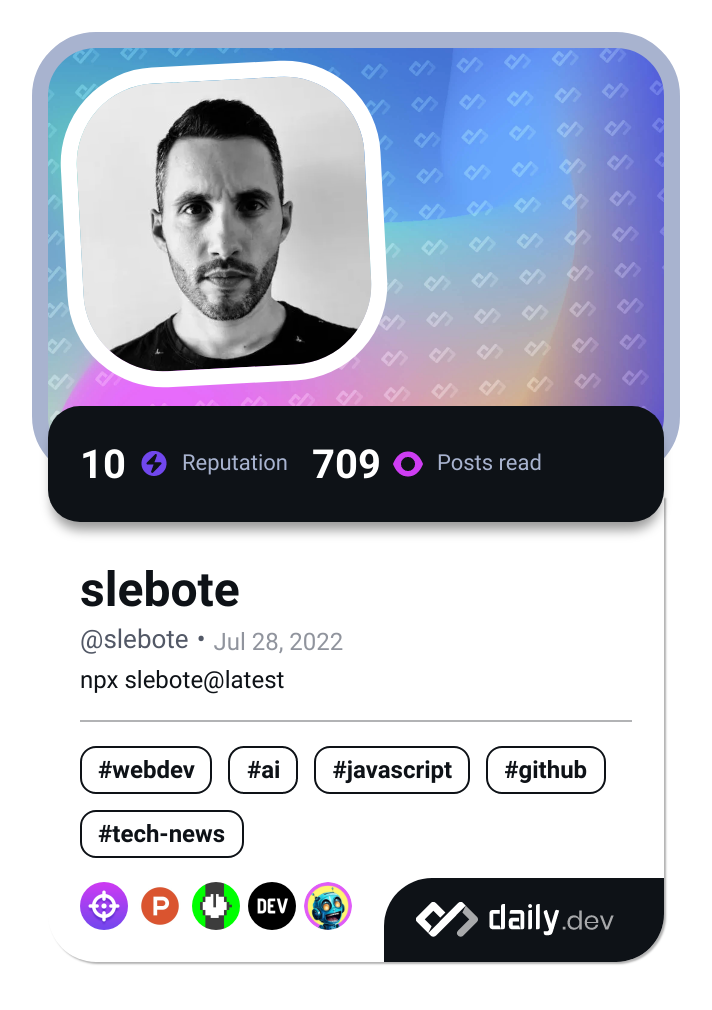 10 Reputation 709 Posts read
slebote
@slebote • Jul 28, 2022
npx slebote@latest
#webdev #ai #javascript #github
#tech-news
P DEV daily.dev